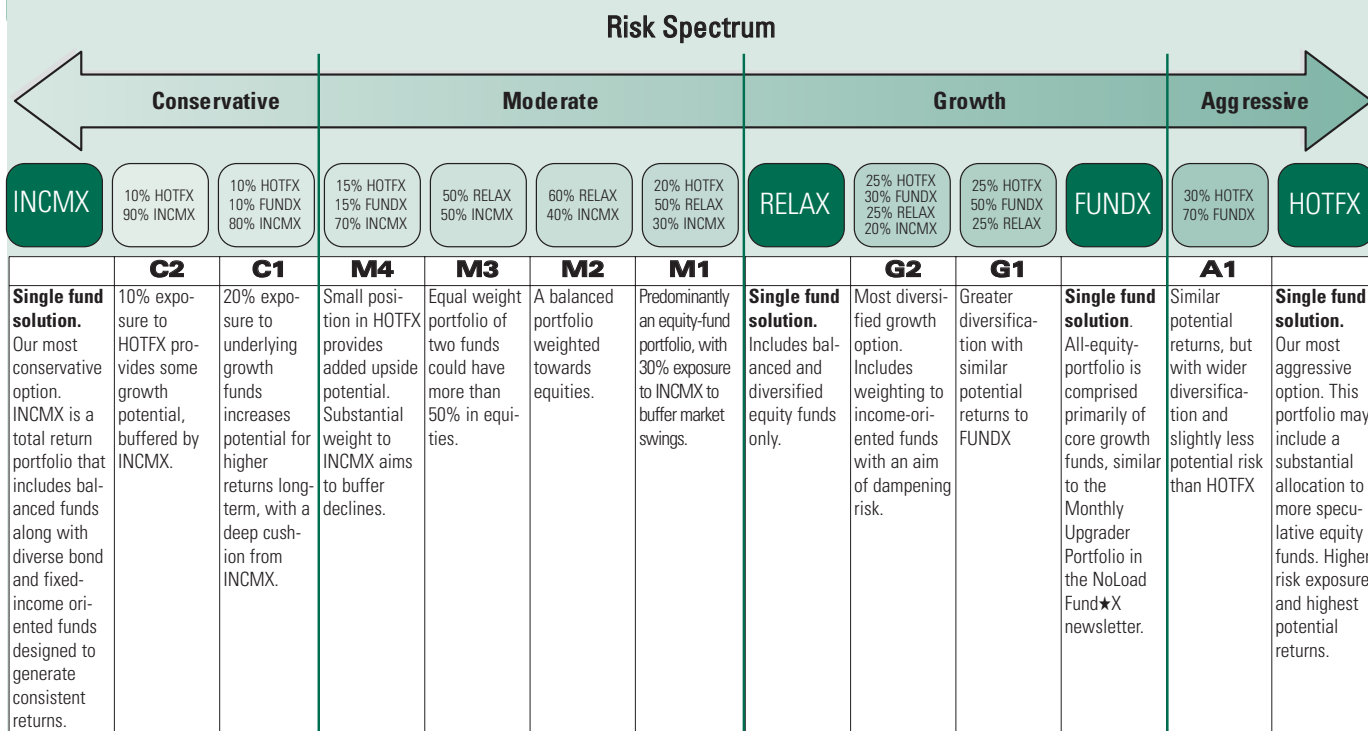 Risk Spectrum
Conservative
Moderate
Growth
Aggressive
INCMX
10% HOTFX
90% INCMX
10% HOTFX
10% FUNDX
80% INCMX
15% HOTFX
15% FUNDX
70% INCMX
50% RELAX
50% INCMX
60% RELAX
40% INCMX
20% HOTFX
50% RELAX
30% INCMX
RELAX
25% HOTFX
30% FUNDX
25% RELAX
20% INCMX
25% HOTFX
50% FUNDX
25% RELAX
FUNDX
30% HOTFX
70% FUNDX
HOTFX
Single fund
solution.
Our most
conservative
option.
INCMX is a
total return
portfolio that
includes bal-
anced funds
along with
diverse bond
and fixed-
income ori-
ented funds
designed to
generate
consistent
returns.
C2
10% expo-
sure to
HOTFX pro-
vides some
growth
potential,
buffered by
INCMX.
C1
20% expo-
sure to
underlying
growth
funds
increases
potential for
higher
returns long-
term, with a
deep cush-
ion from
INCMX.
M4
Small posi-
tion in HOTFX
provides
added upside
potential.
Substantial
weight to
INCMX aims
to buffer
declines.
M3
Equal weight
portfolio of
two funds
could have
more than
50% in equi-
ties.
M2
A balanced
portfolio
weighted
towards
equities.
M1
Predominantly
an equity-fund
portfolio, with
30% exposure
to INCMX to
buffer market
swings.
Single fund
solution.
Includes bal-
anced and
diversified
equity funds
only.
G2
Most diversi-
fied growth
option.
Includes
weighting to
income-ori-
ented funds
with an aim
of dampening
risk.
G1
Greater
diversifica-
tion with
similar
potential
returns to
FUNDX
Single fund
solution.
All-equity-
portfolio is
comprised
primarily of
core growth
funds, similar
to the
Monthly
Upgrader
Portfolio in
the NoLoad
Fund★X
newsletter.
A1
Similar
potential
returns, but
with wider
diversifica-
tion and
slightly less
potential risk
than HOTFX
Single fund
solution.
Our most
aggressive
option. This
portfolio may
include a
substantial
allocation to
more specu-
lative equity
funds. Higher
risk exposure
and highest
potential
returns.